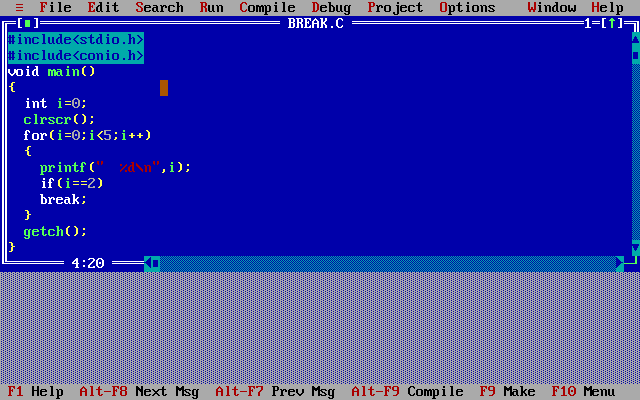 ≡ File Edit Search Run Compile Debug Project Options Window Help
BREAK.C 1=[↑]
#include<stdio.h>
#include<conio.h>
void main()
{
int i=0;
clrscr();
for(i=0;i<5;i++)
{
printf("  %d\n",i);
if(i==2)
break;
}
getch();
}
4:20
F1 Help Alt-F8 Next Msg Alt-F7 Prev Msg Alt-F9 Compile F9 Make F10 Menu